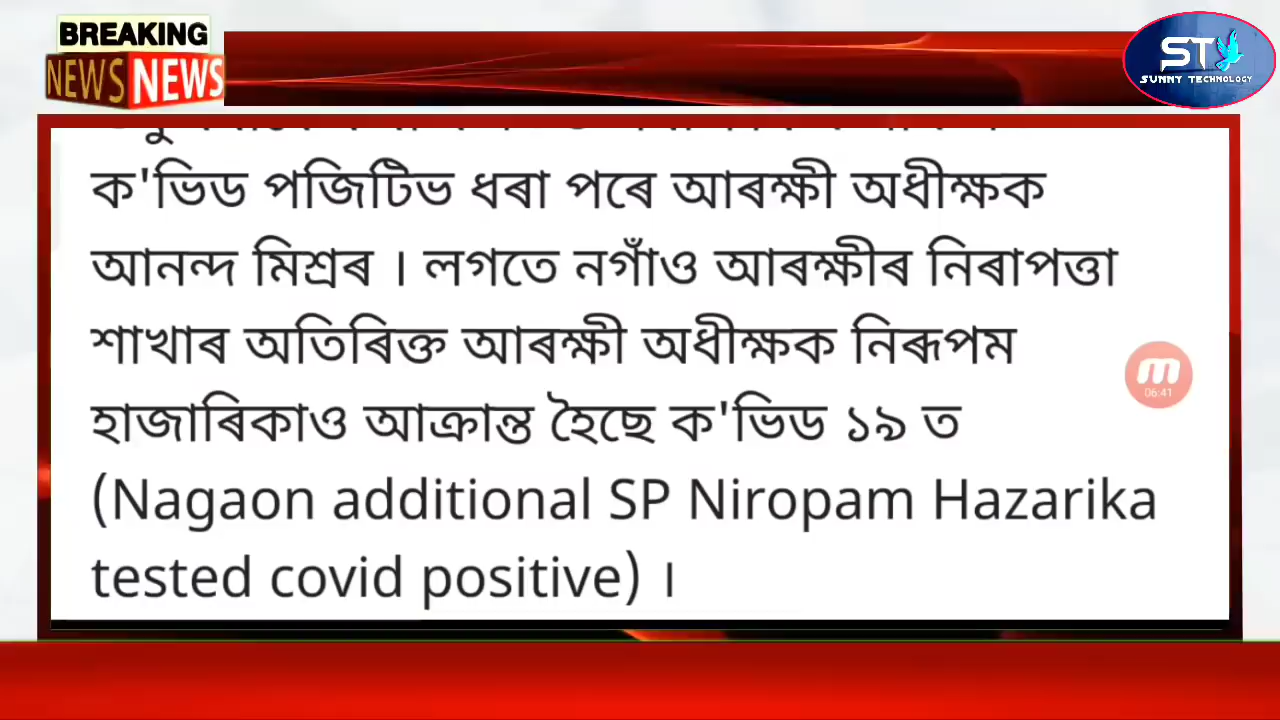 BREAKING
NEWS NEWS
ST
SUNNY TECHNOLOGY
ক'ভিড পজিটিভ ধৰা পৰে আৰক্ষী অধীক্ষক
আনন্দ মিশ্ৰৰ । লগতে নগাঁও আৰক্ষীৰ নিৰাপত্তা
শাখাৰ অতিৰিক্ত আৰক্ষী অধীক্ষক নিৰূপম
হাজাৰিকাও আক্ৰান্ত হৈছে ক'ভিড ১৯ ত
(Nagaon additional SP Niropam Hazarika
tested covid positive) ।
06:41